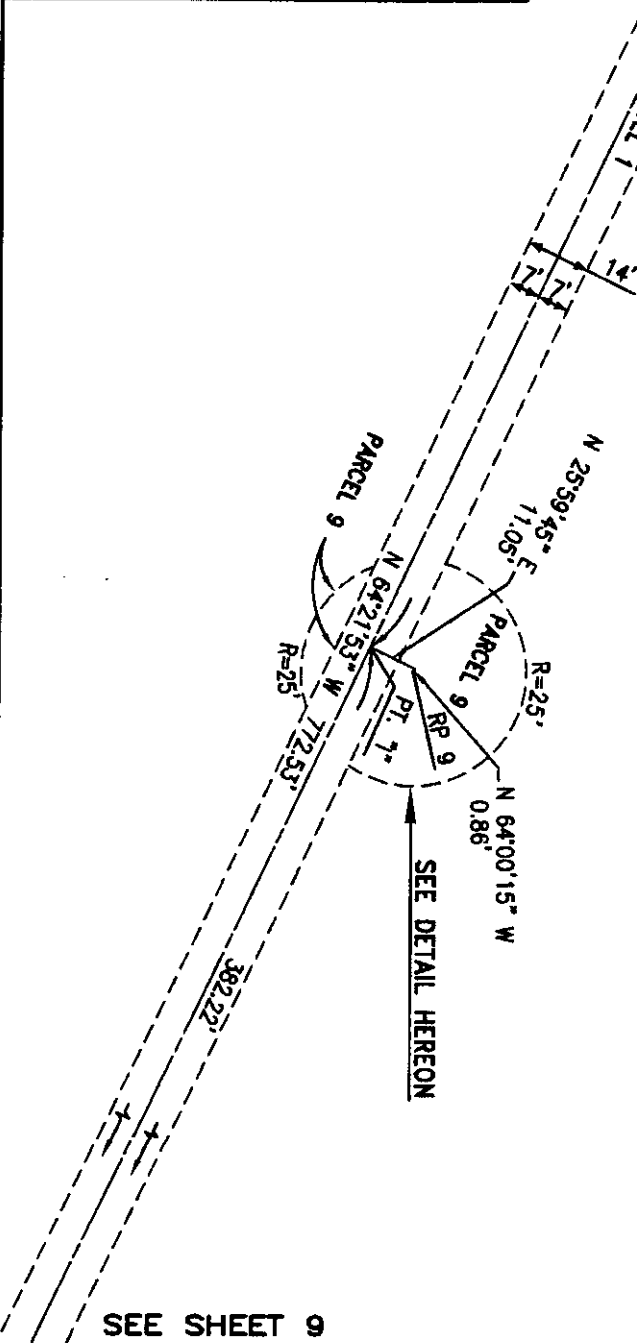 14'
7' 7'
N 25°59'45" E
11.05'
PARCEL 9
N 64°21'53" W 772.53'
R=25'
PARCEL 9
R=25'
RP 9
PT. "1"
N 64°00'15" W
0.86'
SEE DETAIL HEREON
382.22'
SEE SHEET 9